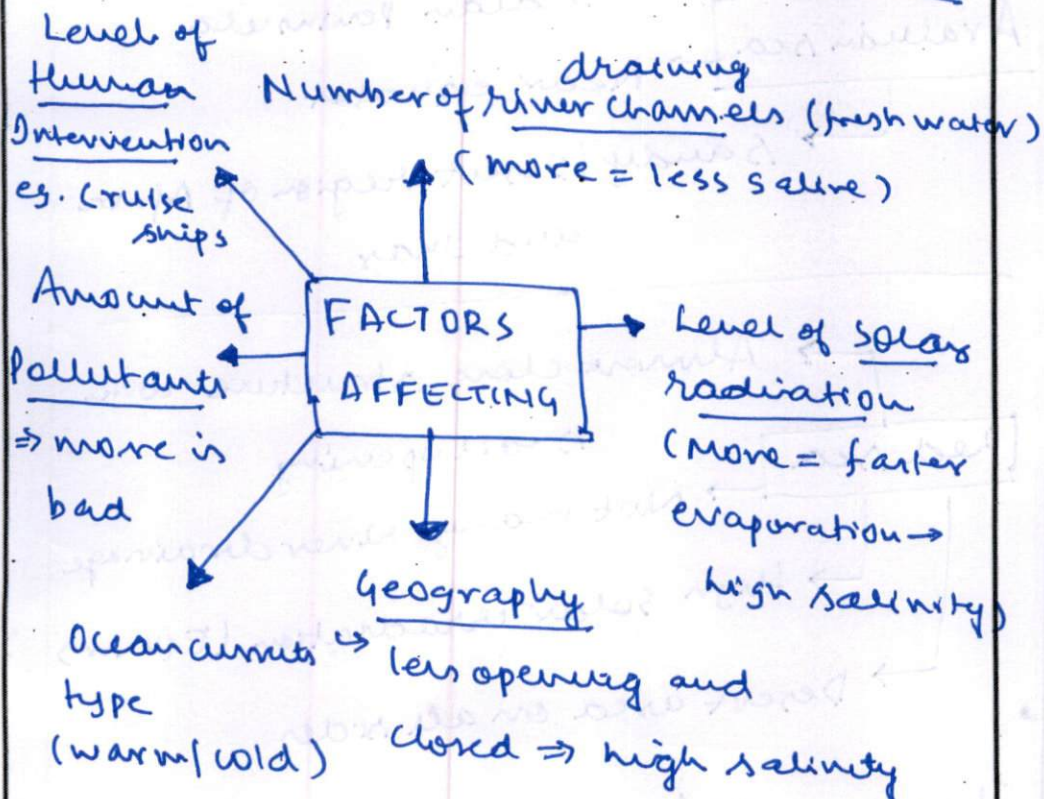 Level of
Human
Intervention
eg. Cruise
ships
draining
Number of river channels (fresh water)
(more = less saline)
Amount of
Pollutants
⇒ more is
bad
FACTORS
AFFECTING
Level of solar
radiation
(More = faster
evaporation →
high salinity)
Ocean currents
type
(warm/cold)
Geography
↳ less opening and
closed ⇒ high salinity